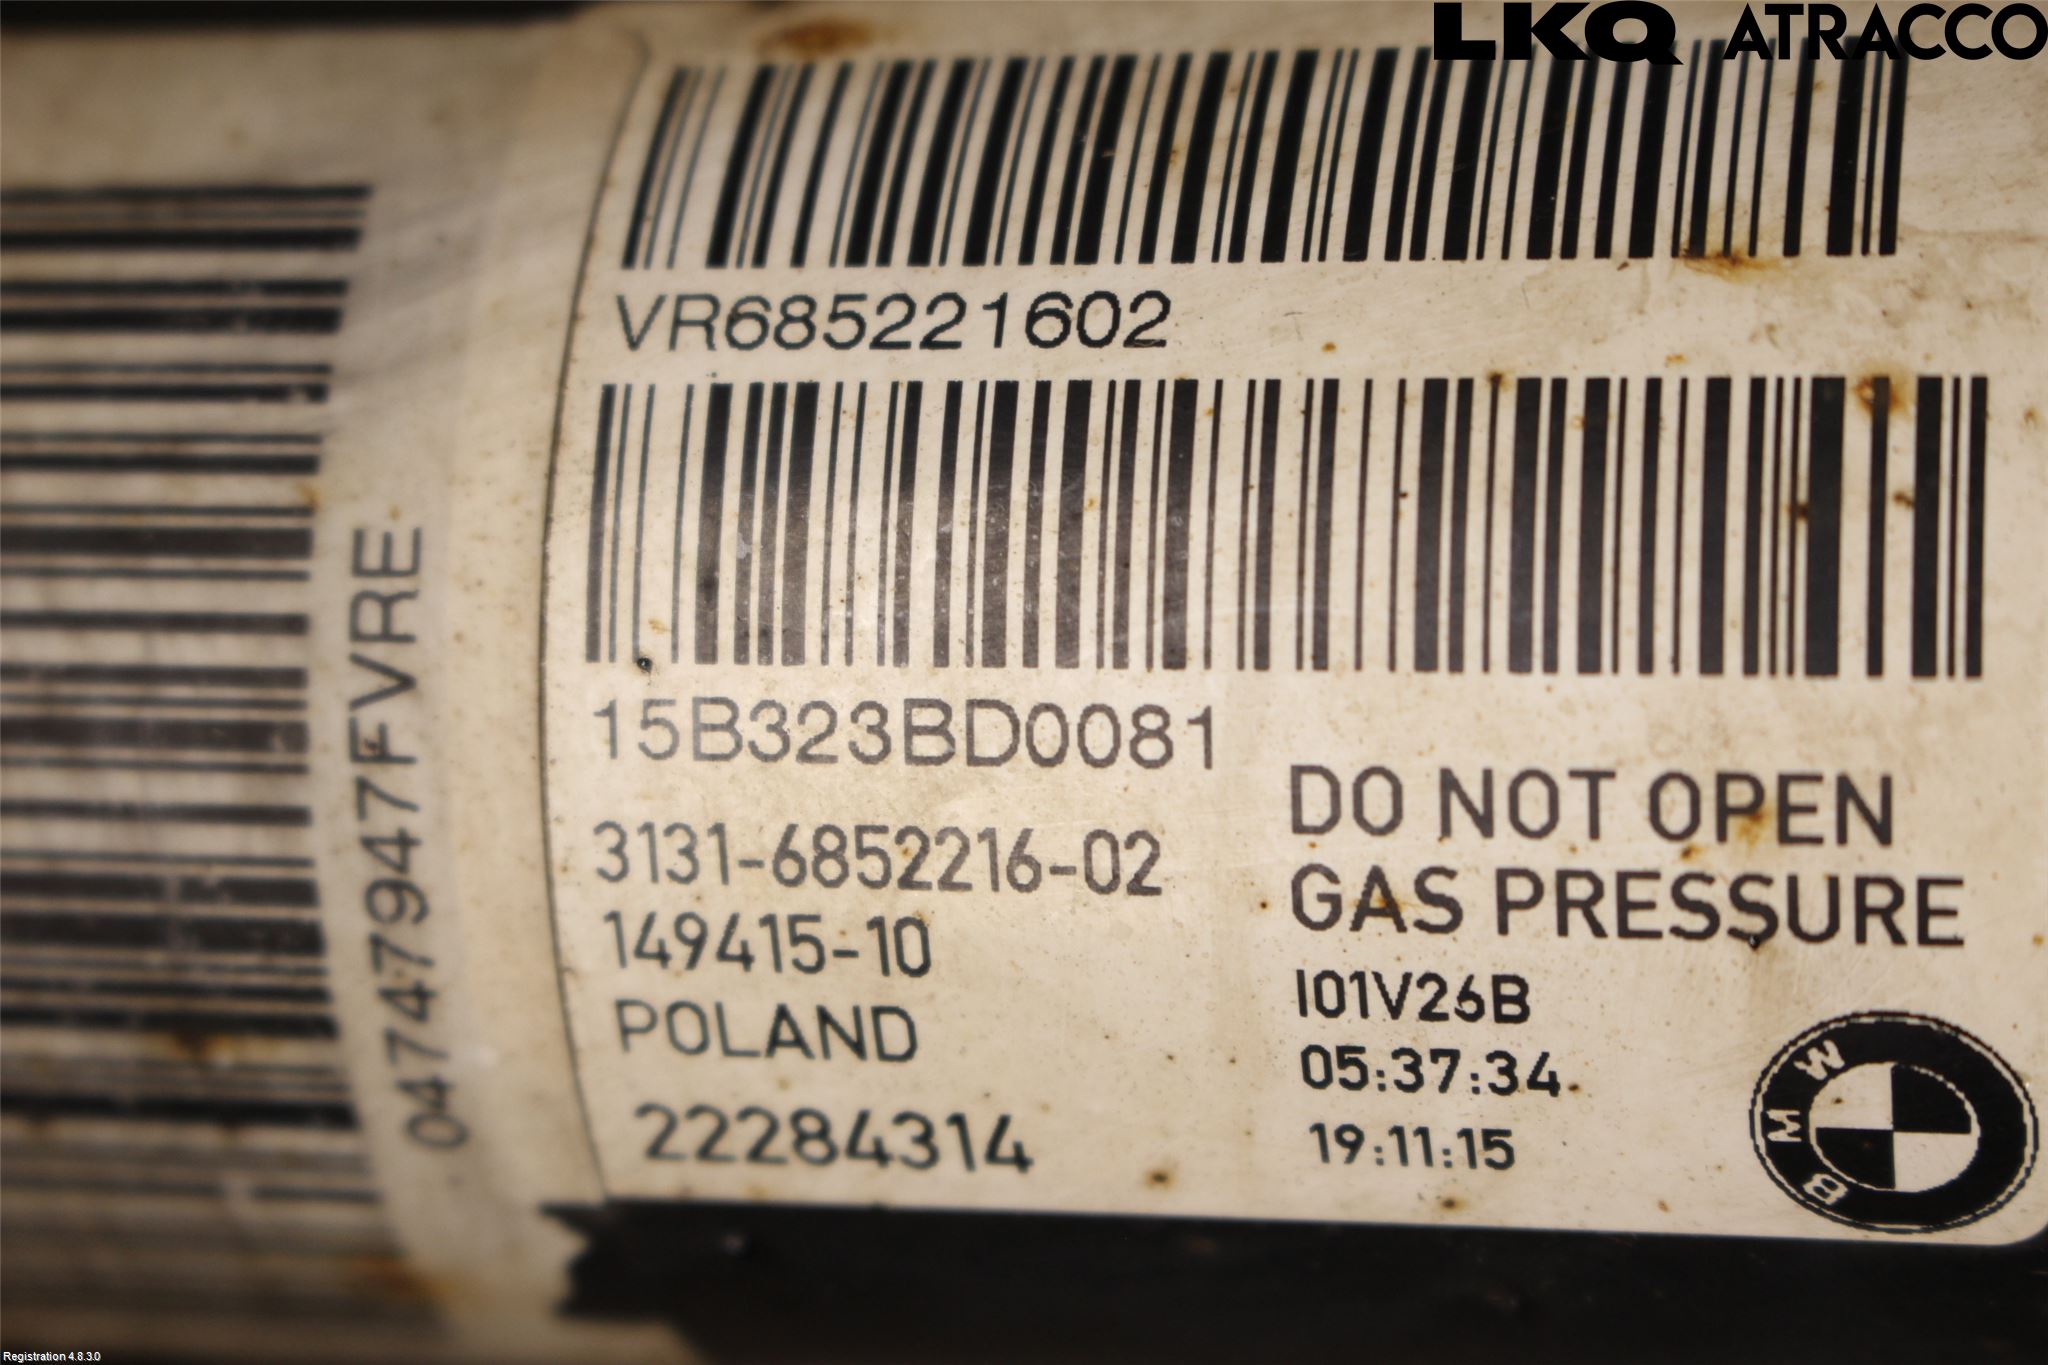 LKQ ATRACCO
VR685221602
15B323BD0081
3131-6852216-02
149415-10
POLAND
22284314
DO NOT OPEN
GAS PRESSURE
I01V26B
05:37:34
19:11:15
BMW
04747947FVRE
Registration 4.8.3.0